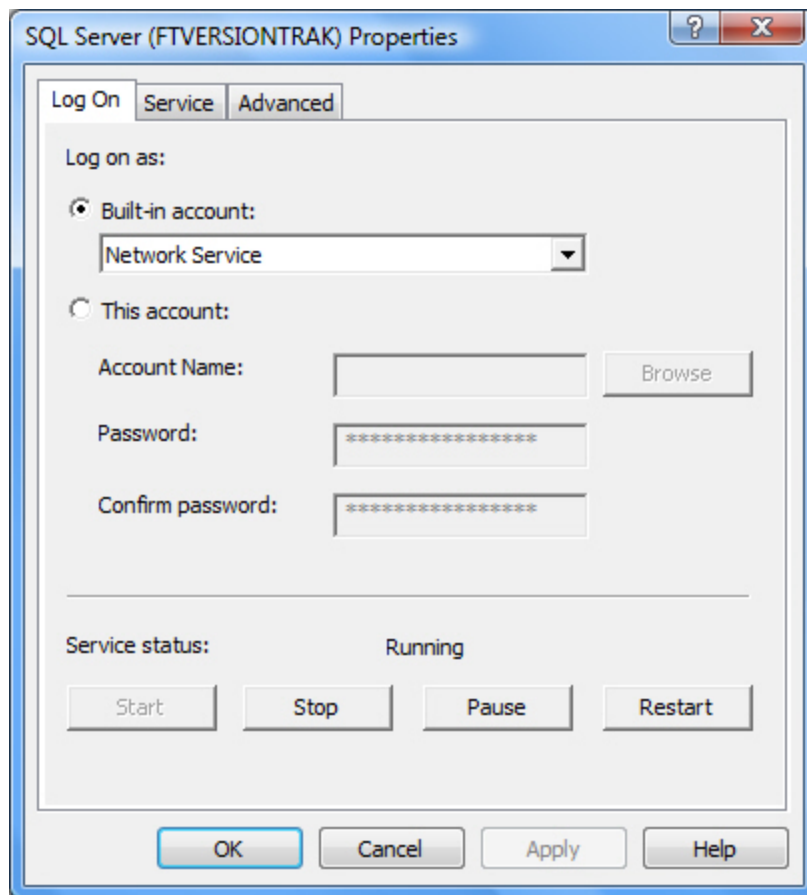 SQL Server (FTVERSIONTRAK) Properties
Log On Service Advanced
Log on as:
Built-in account:
Network Service
This account:
Account Name: Browse
Password: ****************
Confirm password: ****************
Service status: Running
Start Stop Pause Restart
OK Cancel Apply Help